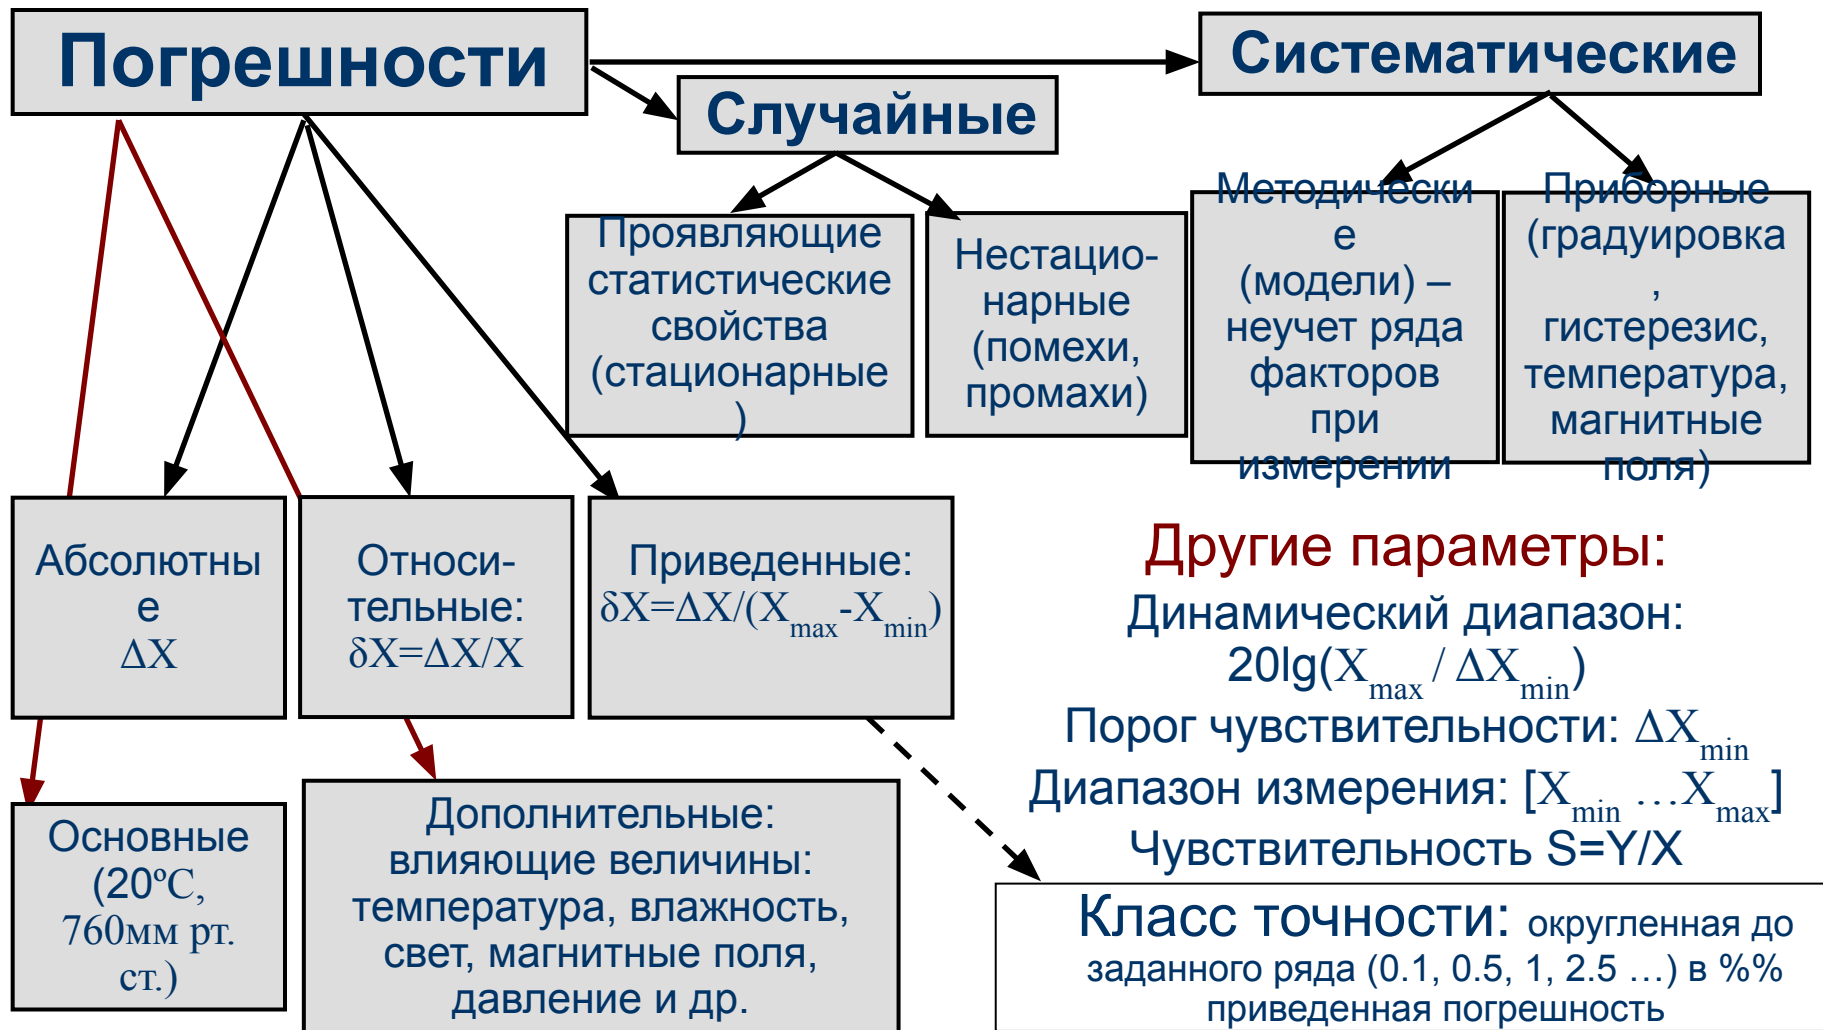 Погрешности
Систематические
Случайные
Проявляющие
статистические
свойства
(стационарные
)
Нестацио-
нарные
(помехи,
промахи)
Методически
е
(модели) –
неучет ряда
факторов
при
измерении
Приборные
(градуировка
,
гистерезис,
температура,
магнитные
поля)
Абсолютны
е
ΔX
Относи-
тельные:
δX=ΔX/X
Приведенные:
δX=ΔX/(Xmax-Xmin)
Основные
(20ºC,
760мм рт.
ст.)
Дополнительные:
влияющие величины:
температура, влажность,
свет, магнитные поля,
давление и др.
Другие параметры:
Динамический диапазон:
20lg(Xmax / ΔXmin)
Порог чувствительности: ΔXmin
Диапазон измерения: [Xmin …Xmax]
Чувствительность S=Y/X
Класс точности: округленная до
заданного ряда (0.1, 0.5, 1, 2.5 …) в %%
приведенная погрешность